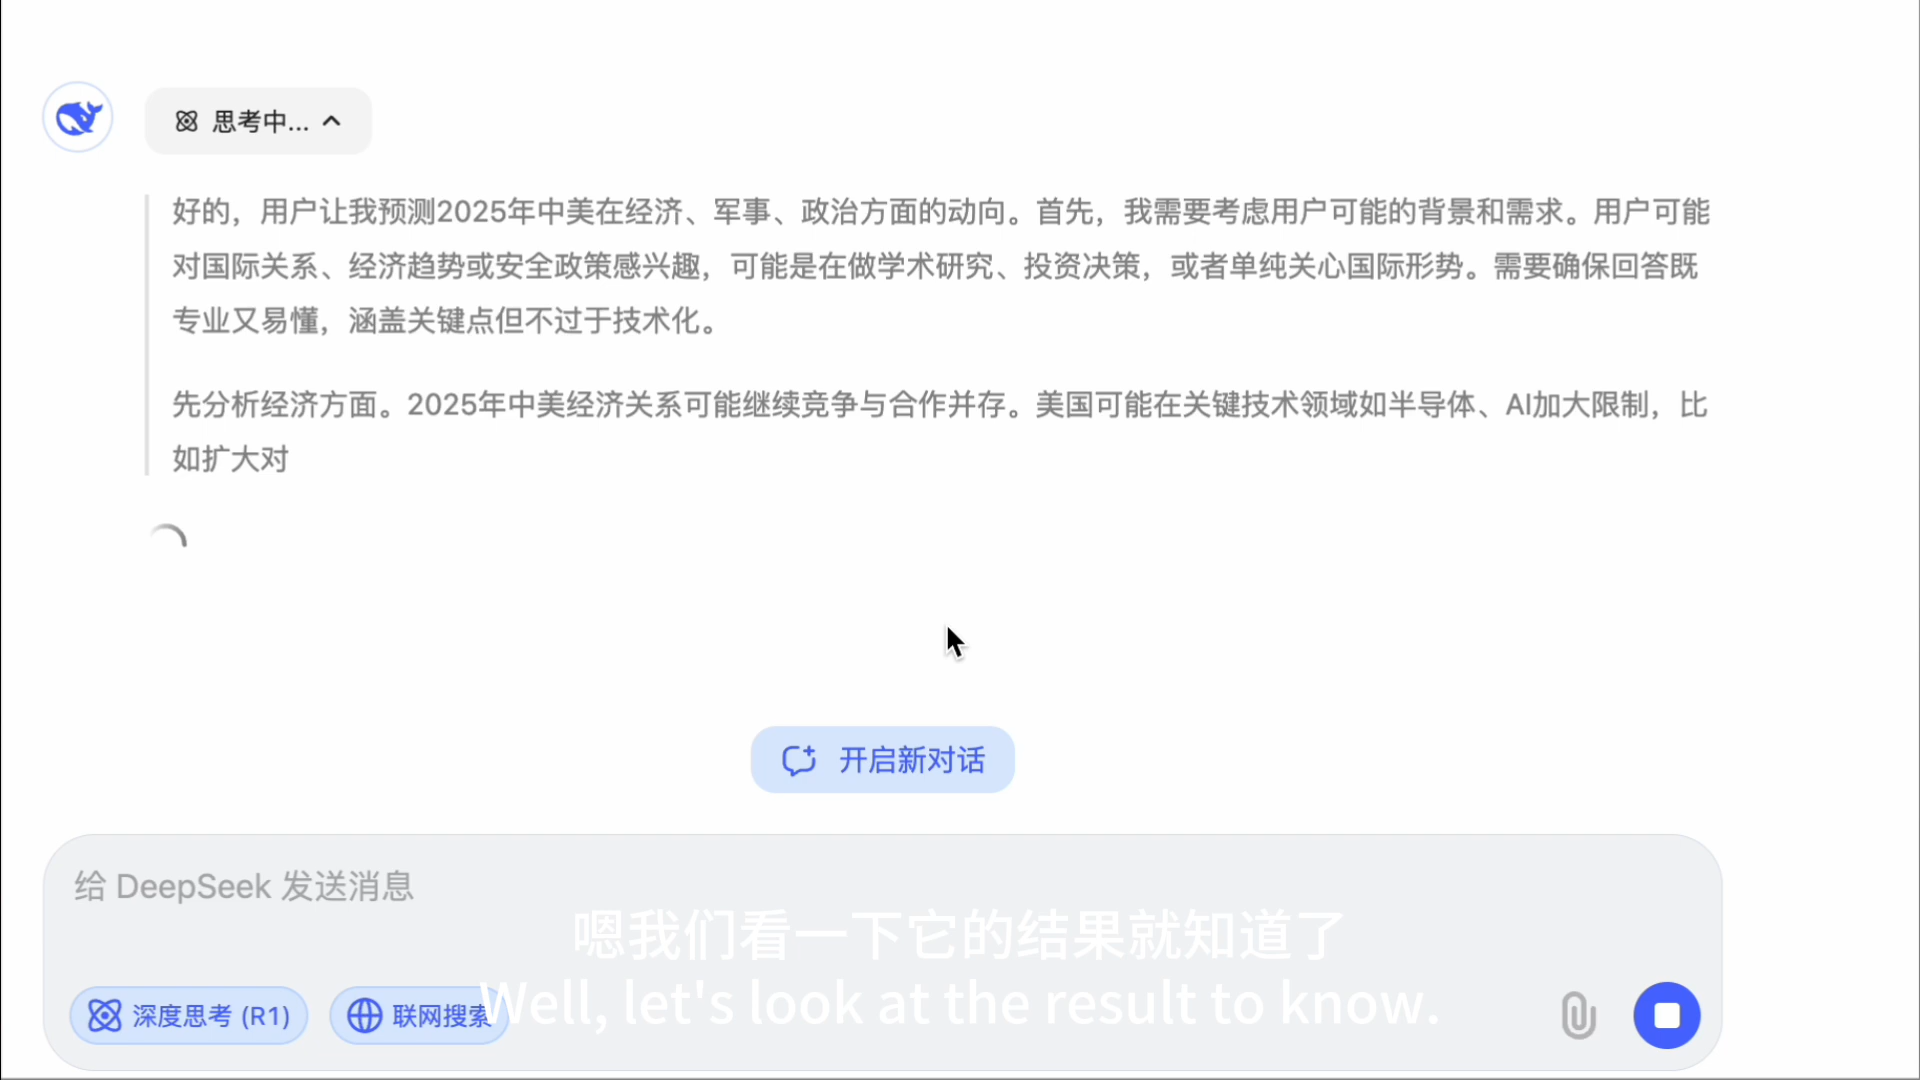 思考中...
好的，用户让我预测2025年中美在经济、军事、政治方面的动向。首先，我需要考虑用户可能的背景和需求。用户可能
对国际关系、经济趋势或安全政策感兴趣，可能是在做学术研究、投资决策，或者单纯关心国际形势。需要确保回答既
专业又易懂，涵盖关键点但不过于技术化。
先分析经济方面。2025年中美经济关系可能继续竞争与合作并存。美国可能在关键技术领域如半导体、AI加大限制，比
如扩大对
开启新对话
给 DeepSeek 发送消息
嗯我们看一下它的结果就知道了
Well, let's look at the result to know.
深度思考 (R1)
联网搜索